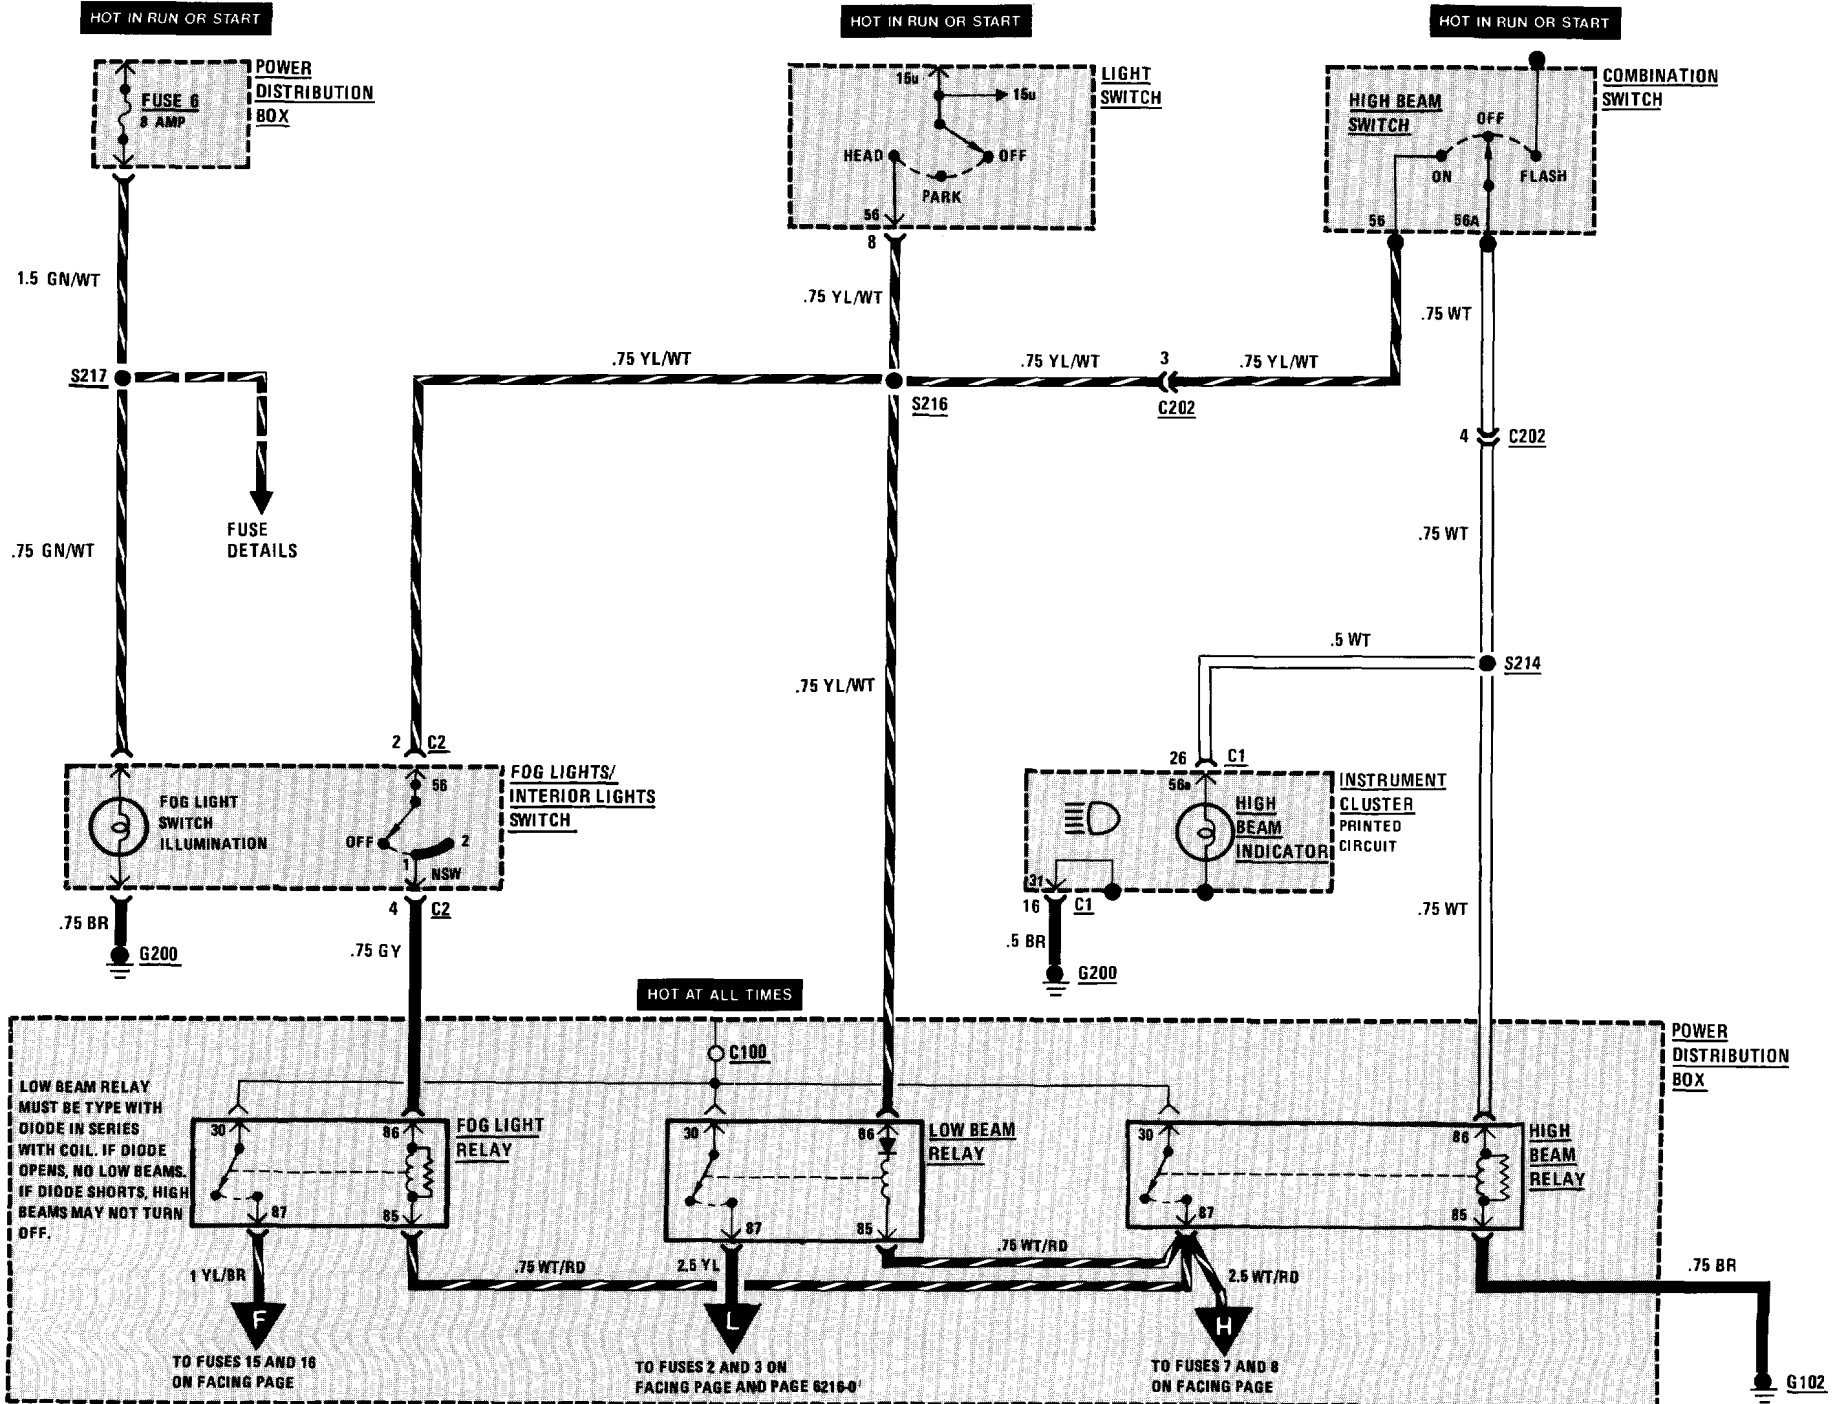 HOT IN RUN OR START
HOT IN RUN OR START
HOT IN RUN OR START
POWER
DISTRIBUTION
BOX
FUSE 6
8 AMP
LIGHT
SWITCH
15u
15u
HEAD
OFF
PARK
56
8
COMBINATION
SWITCH
HIGH BEAM
SWITCH
OFF
ON
FLASH
56
56A
1.5 GN/WT
.75 YL/WT
.75 WT
S217
.75 YL/WT
.75 YL/WT
3
.75 YL/WT
S216
C202
4
C202
FUSE
DETAILS
.75 GN/WT
.75 WT
.5 WT
S214
.75 YL/WT
2
C2
26
C1
FOG LIGHT
SWITCH
ILLUMINATION
56
OFF
1
2
NSW
FOG LIGHTS/
INTERIOR LIGHTS
SWITCH
56a
HIGH
BEAM
INDICATOR
31
INSTRUMENT
CLUSTER
PRINTED
CIRCUIT
4
C2
16
C1
.75 WT
.75 BR
G200
.75 GY
.5 BR
G200
HOT AT ALL TIMES
C100
POWER
DISTRIBUTION
BOX
LOW BEAM RELAY
MUST BE TYPE WITH
DIODE IN SERIES
WITH COIL. IF DIODE
OPENS, NO LOW BEAMS.
IF DIODE SHORTS, HIGH
BEAMS MAY NOT TURN
OFF.
30
86
87
85
FOG LIGHT
RELAY
30
86
87
85
LOW BEAM
RELAY
30
86
87
85
HIGH
BEAM
RELAY
1 YL/BR
.75 WT/RD
2.5 YL
.75 WT/RD
2.5 WT/RD
.75 BR
F
L
H
TO FUSES 15 AND 16
ON FACING PAGE
TO FUSES 2 AND 3 ON
FACING PAGE AND PAGE 6216-0
TO FUSES 7 AND 8
ON FACING PAGE
G102